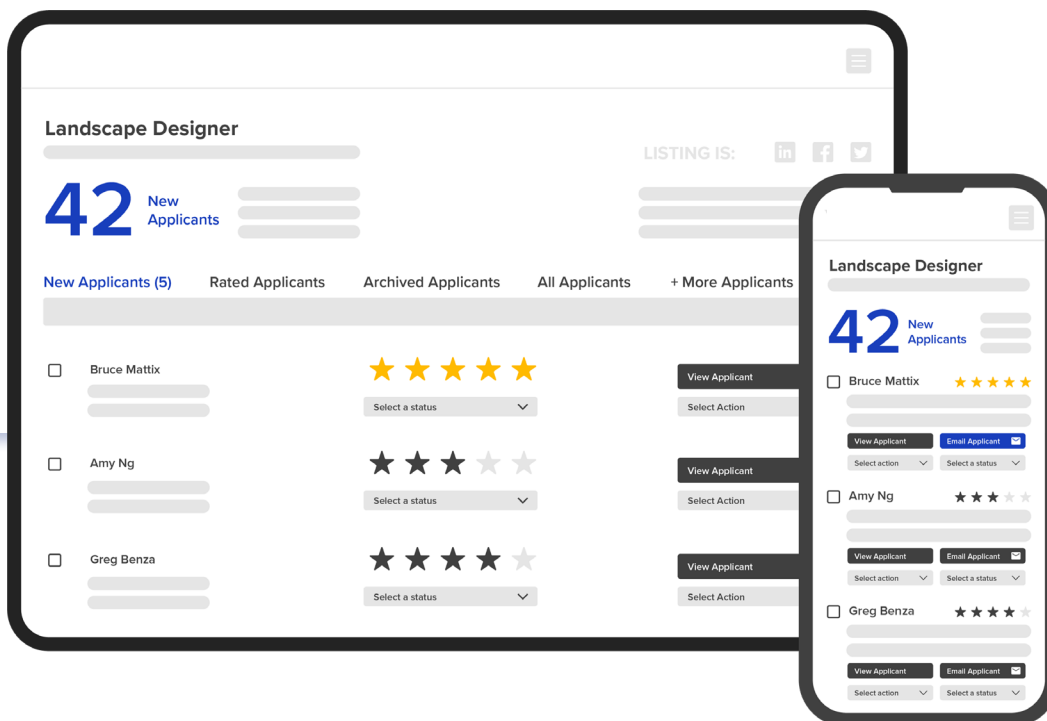 Landscape Designer
LISTING IS:
42
New
Applicants
New Applicants (5) Rated Applicants Archived Applicants All Applicants + More Applicants
Bruce Mattix
View Applicant
Select a status
Select Action
Amy Ng
View Applicant
Select a status
Select Action
Greg Benza
View Applicant
Select a status
Select Action
Landscape Designer
42
New
Applicants
Bruce Mattix
View Applicant Email Applicant
Select action Select a status
Amy Ng
View Applicant Email Applicant
Select action Select a status
Greg Benza
View Applicant Email Applicant
Select action Select a status